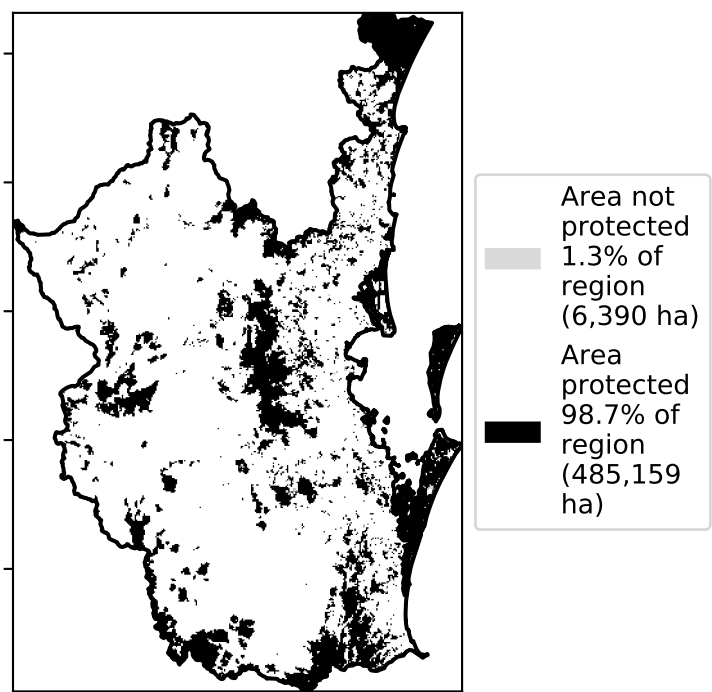 Area not
protected
1.3% of
region
(6,390 ha)
Area
protected
98.7% of
region
(485,159
ha)